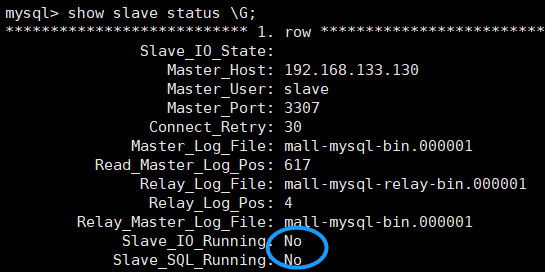 mysql> show slave status \G;
*************************** 1. row *************************
Slave_IO_State:
Master_Host: 192.168.133.130
Master_User: slave
Master_Port: 3307
Connect_Retry: 30
Master_Log_File: mall-mysql-bin.000001
Read_Master_Log_Pos: 617
Relay_Log_File: mall-mysql-relay-bin.000001
Relay_Log_Pos: 4
Relay_Master_Log_File: mall-mysql-bin.000001
Slave_IO_Running: No
Slave_SQL_Running: No